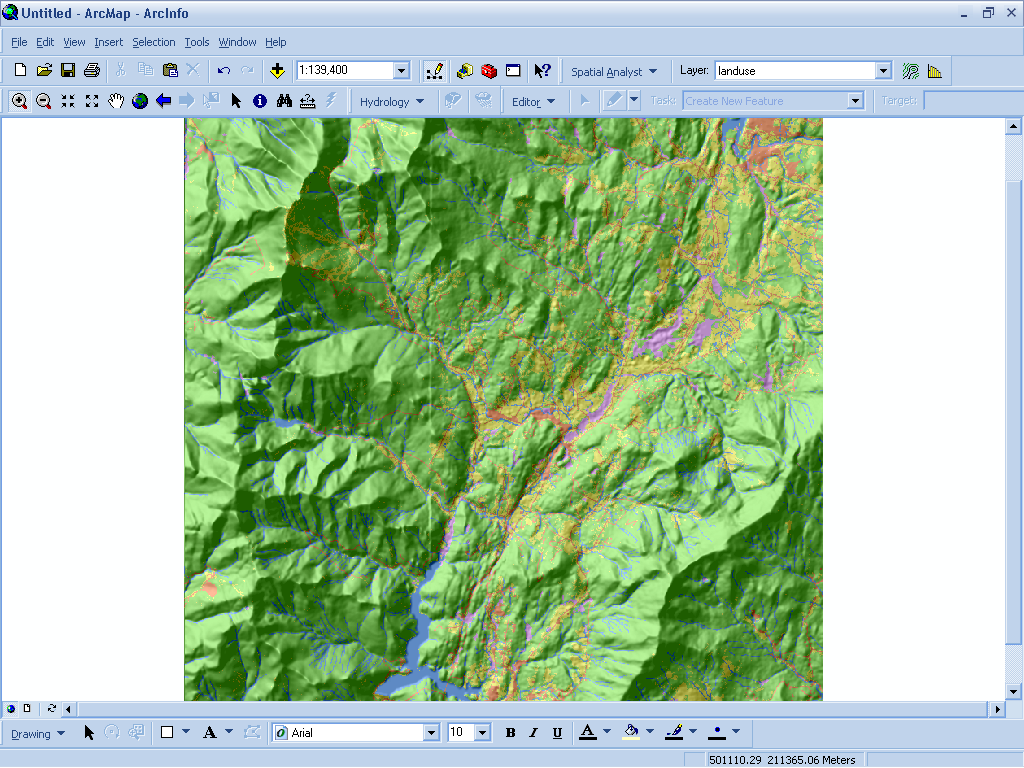 Untitled - ArcMap - ArcInfo
File Edit View Insert Selection Tools Window Help
1:139,400 Spatial Analyst Layer: landuse
Hydrology Editor Task: Create New Feature Target:
Drawing A Arial 10 B I U A
501110.29 211365.06 Meters